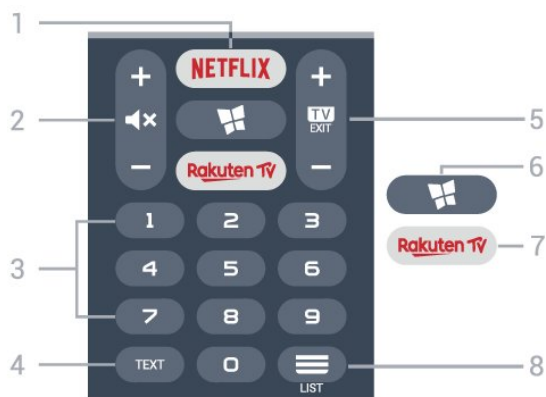 1
NETFLIX
+ +
2
TV
EXIT
5
− −
6
Rakuten TV
1 2 3
Rakuten TV
7
3
4 5 6
7 8 9
4
TEXT 0
8
LIST